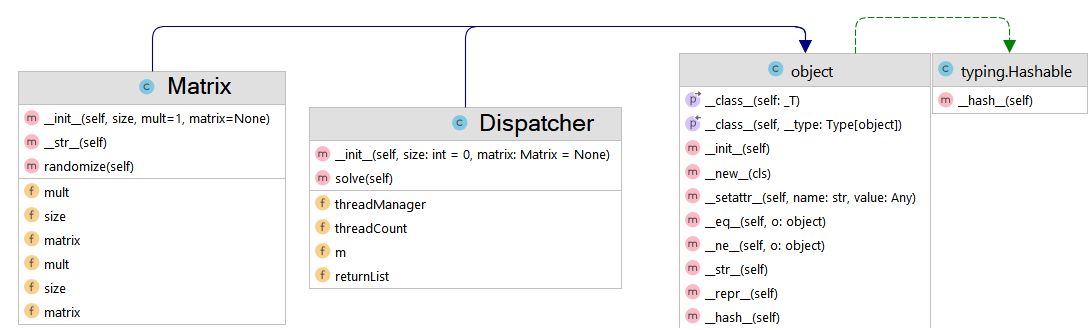 C Matrix
m __init__(self, size, mult=1, matrix=None)
m __str__(self)
m randomize(self)
f mult
f size
f matrix
f mult
f size
f matrix
C Dispatcher
m __init__(self, size: int = 0, matrix: Matrix = None)
m solve(self)
f threadManager
f threadCount
f m
f returnList
C object
p __class__(self: _T)
p __class__(self, __type: Type[object])
m __init__(self)
m __new__(cls)
m __setattr__(self, name: str, value: Any)
m __eq__(self, o: object)
m __ne__(self, o: object)
m __str__(self)
m __repr__(self)
m __hash__(self)
C typing.Hashable
m __hash__(self)